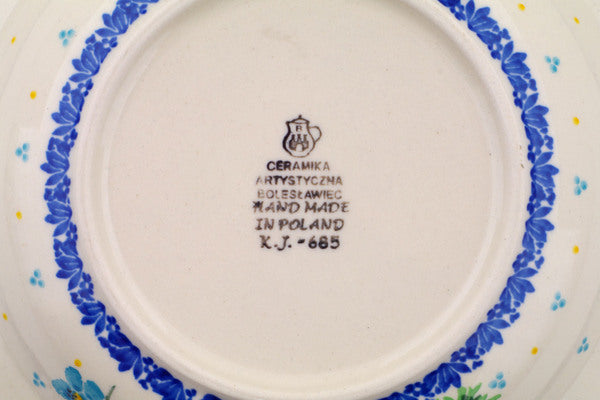 B
CERAMIKA
ARTYSTYCZNA
BOLESŁAWIEC
HAND MADE
IN POLAND
K.J. -685